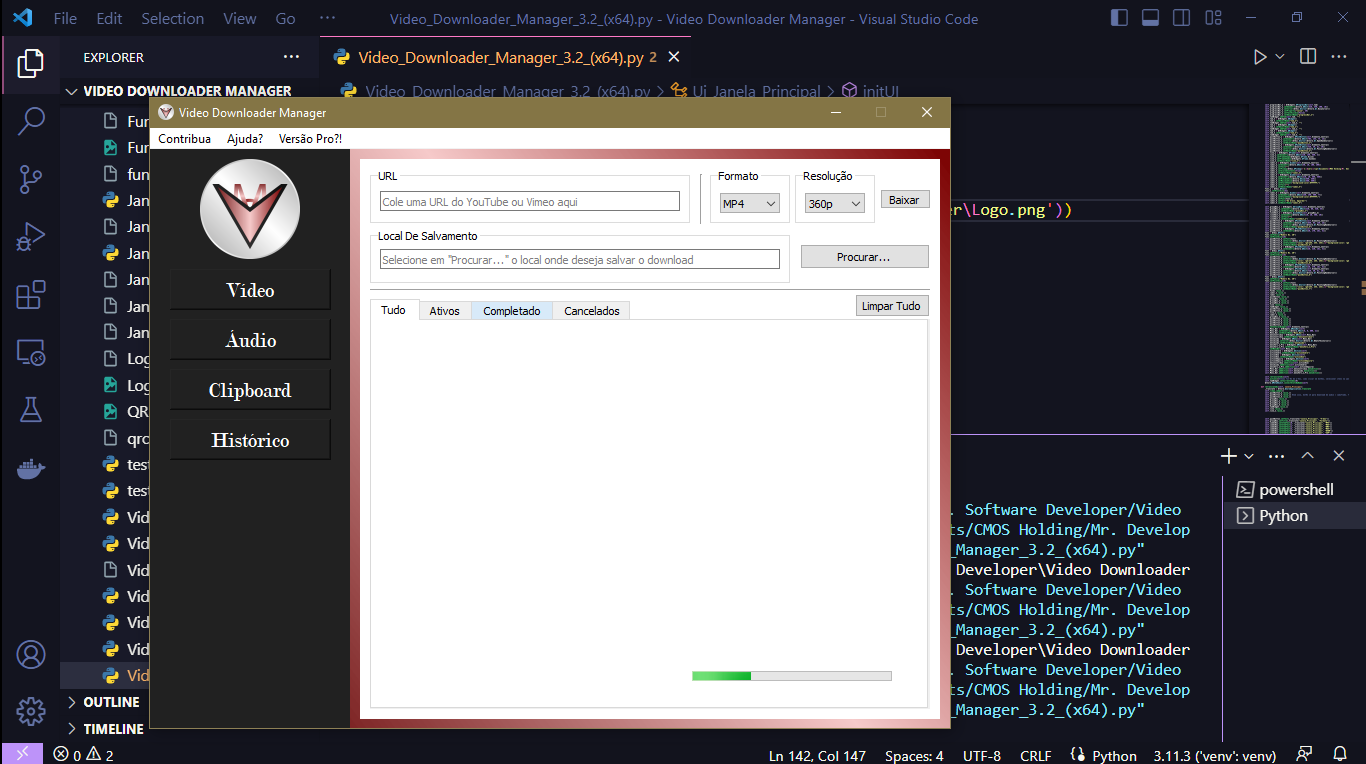 File Edit Selection View Go ··· Video_Downloader_Manager_3.2_(x64).py - Video Downloader Manager - Visual Studio Code
EXPLORER ···
Video_Downloader_Manager_3.2_(x64).py 2
VIDEO DOWNLOADER MANAGER
Video_Downloader_Manager_3.2_(x64).py > Ui_Janela_Principal > initUI
Fur
Fur
fun
Jan
Jan
Jan
Jan
Jan
Jan
Log
Log
QR
qrc
test
test
Vid
Vid
Vid
Vid
Vid
Vid
Vid
OUTLINE
TIMELINE
Video Downloader Manager
Contribua Ajuda? Versão Pro?!
Vídeo
Áudio
Clipboard
Histórico
URL
Cole uma URL do YouTube ou Vimeo aqui
Formato
MP4
Resolução
360p
Baixar
Local De Salvamento
Selecione em "Procurar..." o local onde deseja salvar o download
Procurar...
Tudo Ativos Completado Cancelados
Limpar Tudo
er\Logo.png'))
powershell
Python
. Software Developer/Video
ts/CMOS Holding/Mr. Develop
_Manager_3.2_(x64).py"
Developer\Video Downloader
. Software Developer/Video
ts/CMOS Holding/Mr. Develop
_Manager_3.2_(x64).py"
Developer\Video Downloader
. Software Developer/Video
ts/CMOS Holding/Mr. Develop
_Manager_3.2_(x64).py"
0 2 Ln 142, Col 147 Spaces: 4 UTF-8 CRLF Python 3.11.3 ('venv': venv)